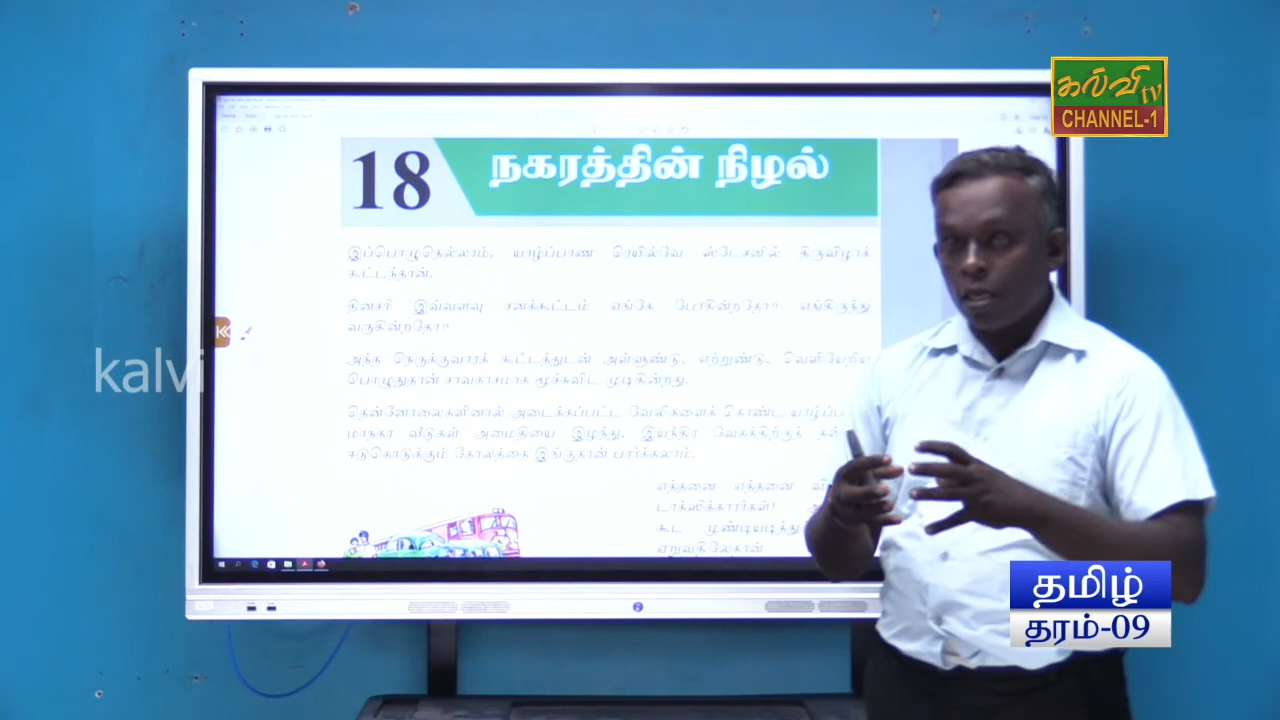 கல்வி tv
CHANNEL-1
18 நகரத்தின் நிழல்
இப்பொழுதெல்லாம், யாழ்ப்பாண ரெயில்வே ஸ்டேசனில் திருவிழாக்
கூட்டந்தான்.
தினசரி இவ்வளவு சனக்கூட்டம் எங்கே போகின்றதோ? எங்கிருந்து
வருகின்றதோ?
அந்த நெருக்குவாரக் கூட்டத்துடன் அள்ளுண்டு, எற்றுண்டு, வெளியேறிய
பொழுதுதான் சாவகாசமாக மூச்சுவிட முடிகின்றது.
தென்னோலைகளினால் அடைக்கப்பட்ட வேலிகளைக் கொண்ட யாழ்ப்ப
மாநகர வீடுகள் அமைதியை இழந்து, இயந்திர வேகத்திற்குத்
ஈடுகொடுக்கும் கோலத்தை இங்குதான் பார்க்கலாம்.
எத்தனை எத்தனை
டாக்ஸிக்காரர்கள்!
கூட முண்டியடித்து
ஏறுவதிலேதான்
kalvi
தமிழ்
தரம்-09